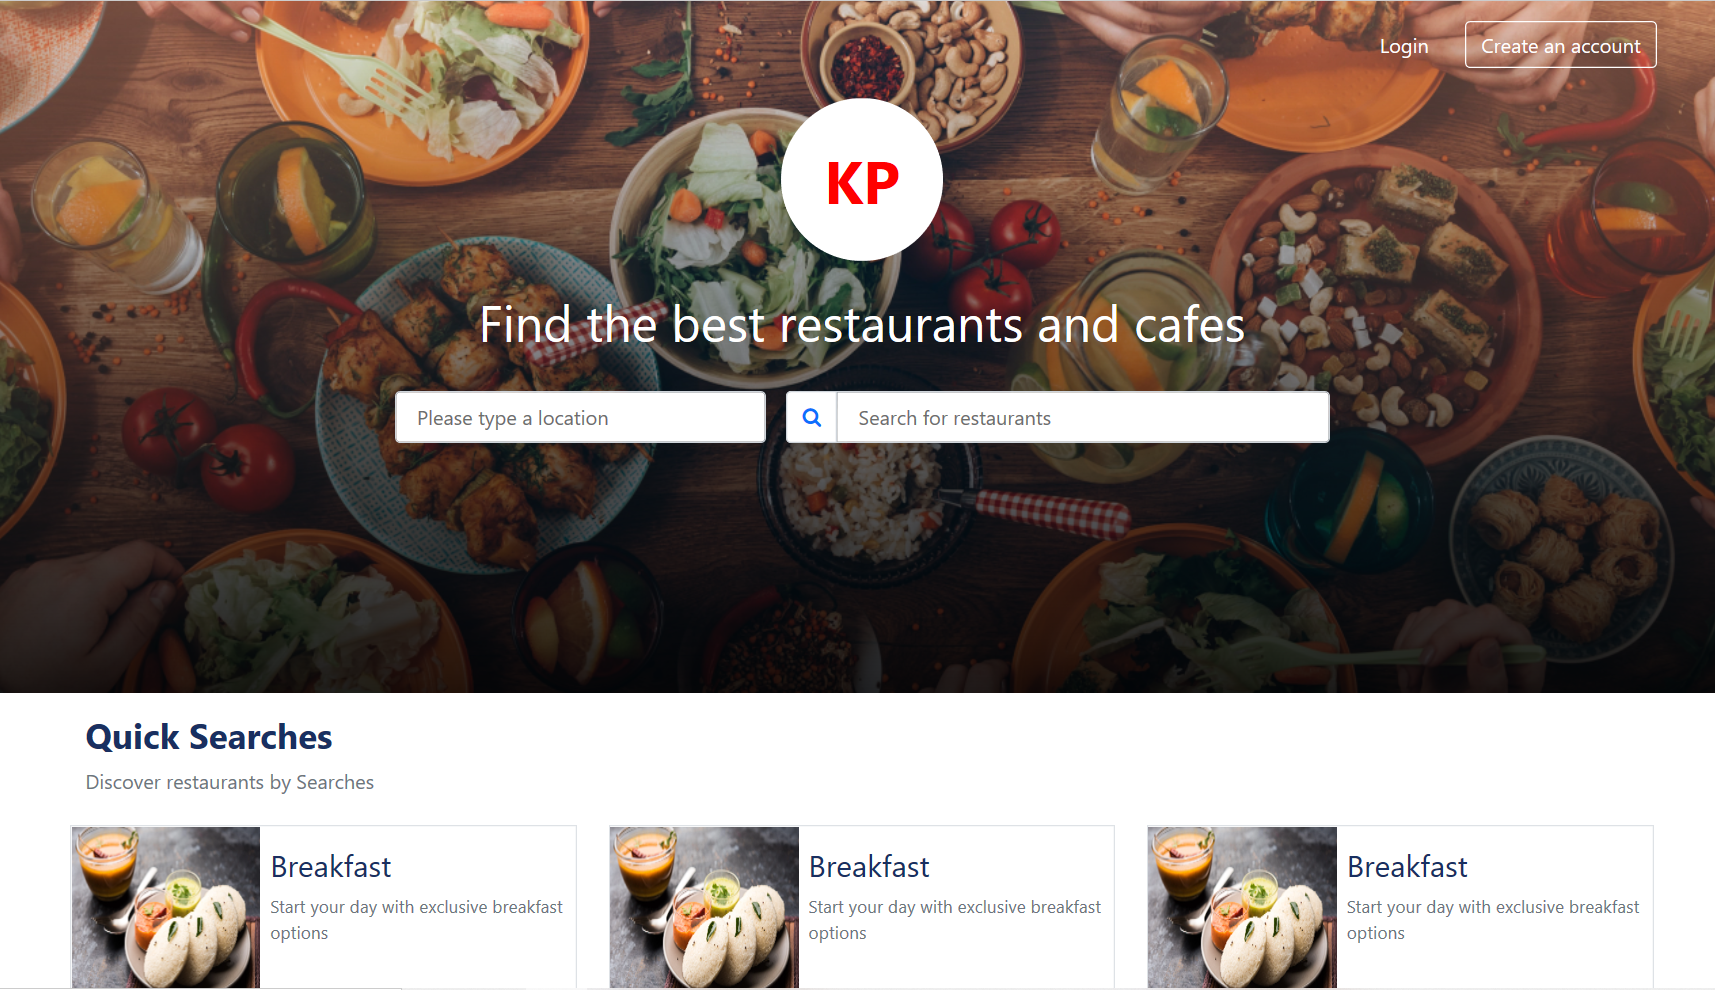 Login
Create an account
KP
Find the best restaurants and cafes
Please type a location
Search for restaurants
Quick Searches
Discover restaurants by Searches
Breakfast
Start your day with exclusive breakfast
options
Breakfast
Start your day with exclusive breakfast
options
Breakfast
Start your day with exclusive breakfast
options